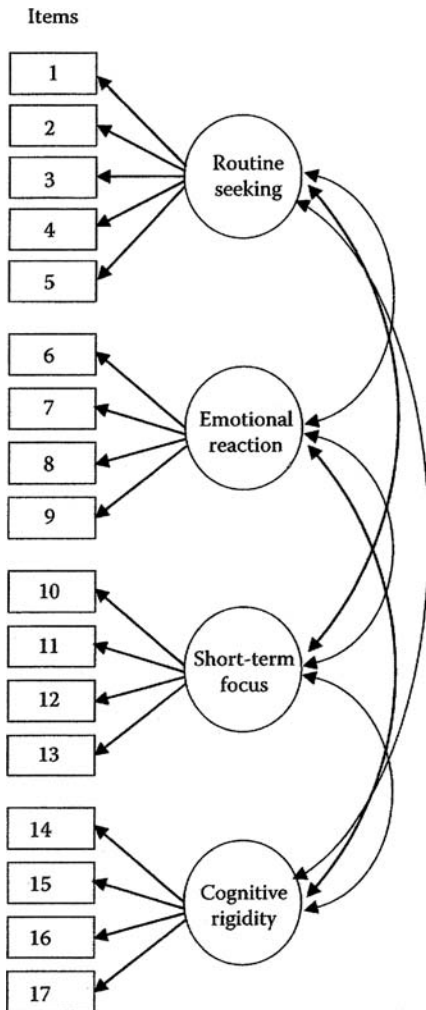 Items
1
2
3
4
5
Routine
seeking
6
7
8
9
Emotional
reaction
10
11
12
13
Short-term
focus
14
15
16
17
Cognitive
rigidity